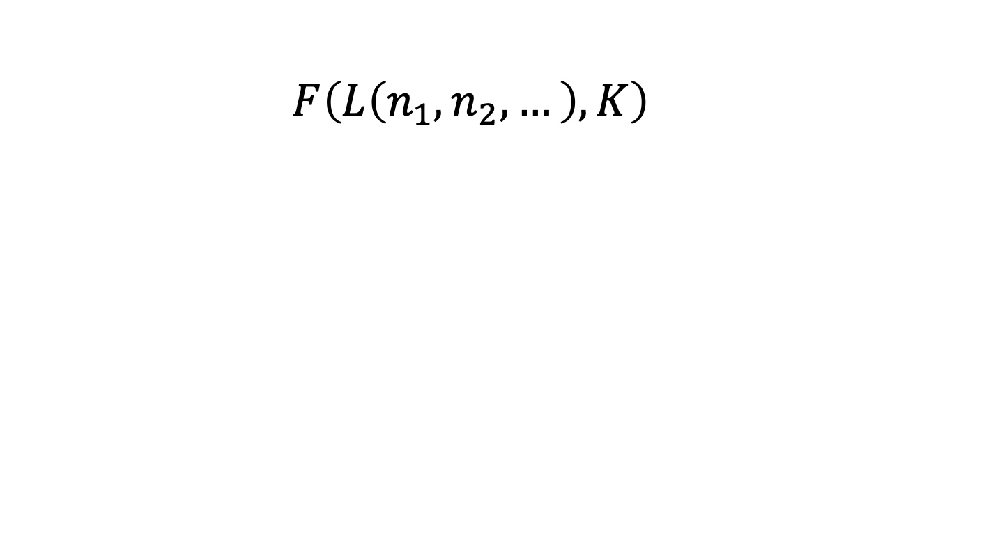 F(L(n₁, n₂, … ), K)